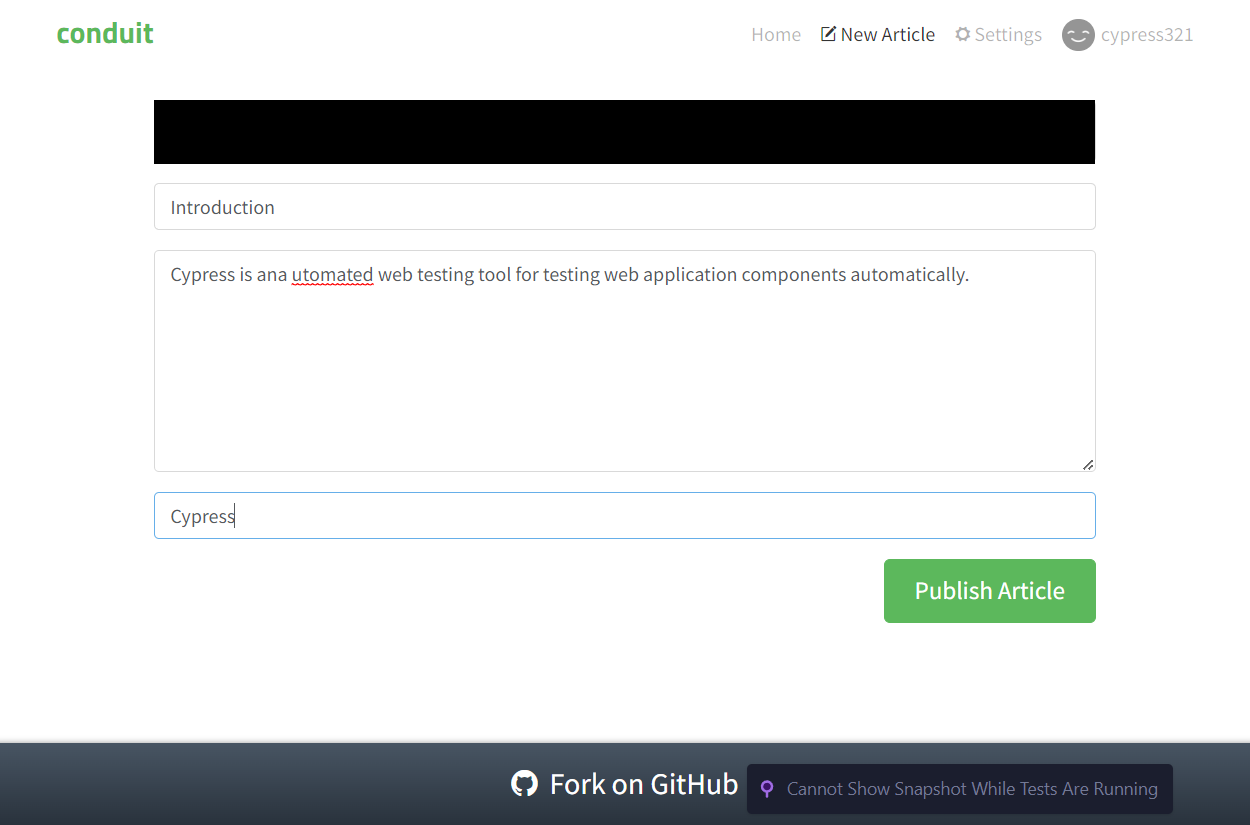 conduit
Home New Article Settings cypress321
Introduction
Cypress is ana utomated web testing tool for testing web application components automatically.
Cypress
Publish Article
Fork on GitHub
Cannot Show Snapshot While Tests Are Running